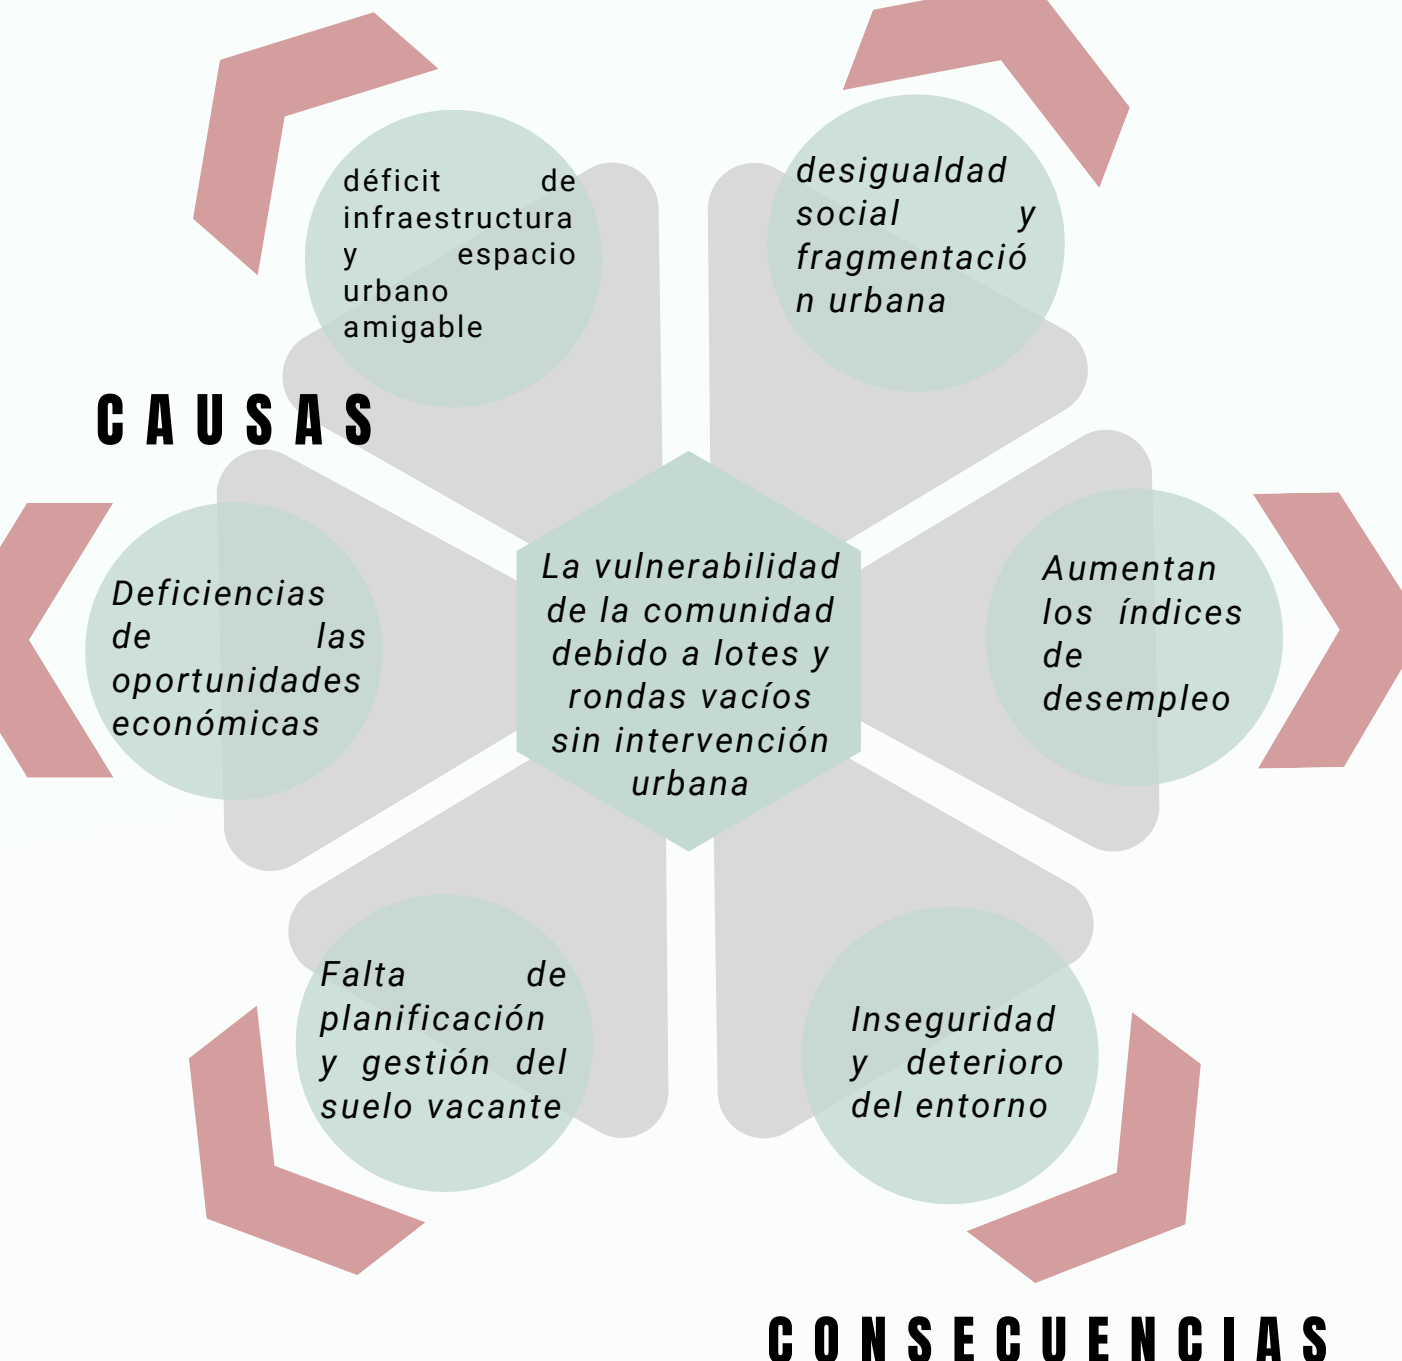 déficit de
infraestructura
y espacio
urbano
amigable
desigualdad
social y
fragmentació
n urbana
CAUSAS
Deficiencias
de las
oportunidades
económicas
La vulnerabilidad
de la comunidad
debido a lotes y
rondas vacíos
sin intervención
urbana
Aumentan
los índices
de
desempleo
Falta de
planificación
y gestión del
suelo vacante
Inseguridad
y deterioro
del entorno
CONSECUENCIAS